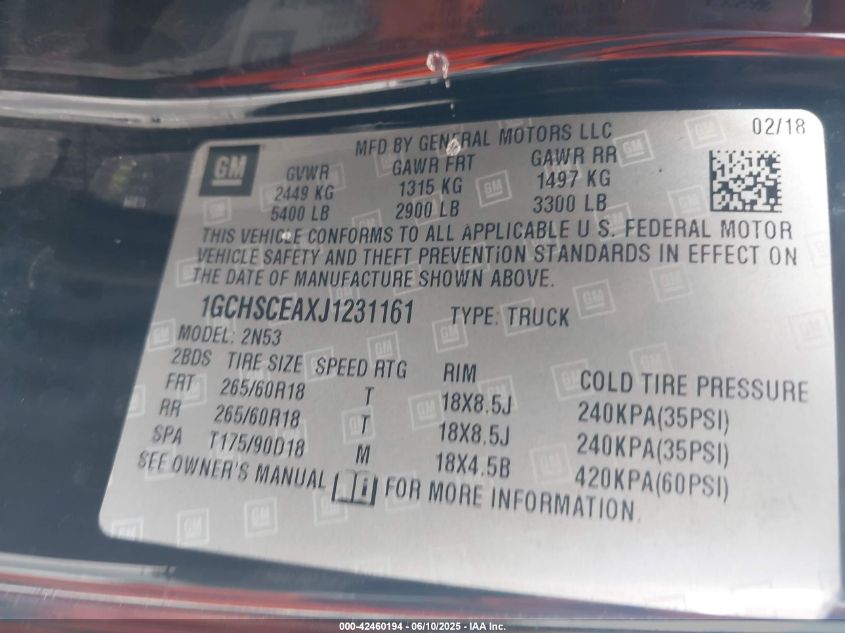 GM
MFD BY GENERAL MOTORS LLC 02/18
GVWR GAWR FRT GAWR RR
2449 KG 1315 KG 1497 KG
5400 LB 2900 LB 3300 LB
THIS VEHICLE CONFORMS TO ALL APPLICABLE U S. FEDERAL MOTOR
VEHICLE SAFETY AND THEFT PREVENTION STANDARDS IN EFFECT ON
THE DATE OF MANUFACTURE SHOWN ABOVE.
1GCHSCEAXJ1231161 TYPE: TRUCK
MODEL: 2N53
2BDS TIRE SIZE SPEED RTG RIM COLD TIRE PRESSURE
FRT 265/60R18 T 18X8.5J 240KPA(35PSI)
RR 265/60R18 T 18X8.5J 240KPA(35PSI)
SPA T175/90D18 M 18X4.5B 420KPA(60PSI)
SEE OWNER'S MANUAL i FOR MORE INFORMATION.
000-42460194 - 06/10/2025 - IAA Inc.